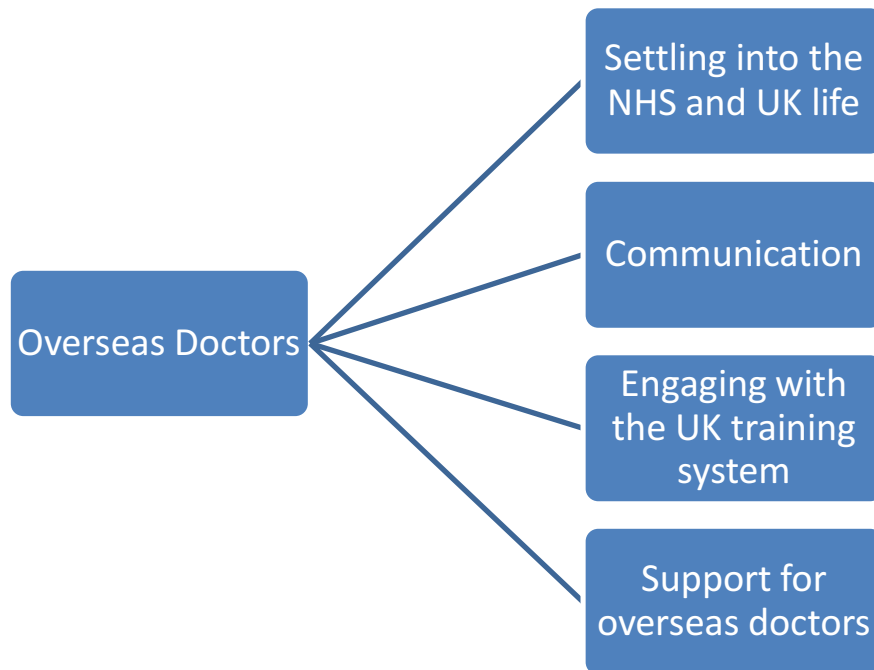 Settling into the
NHS and UK life
Communication
Overseas Doctors
Engaging with
the UK training
system
Support for
overseas doctors